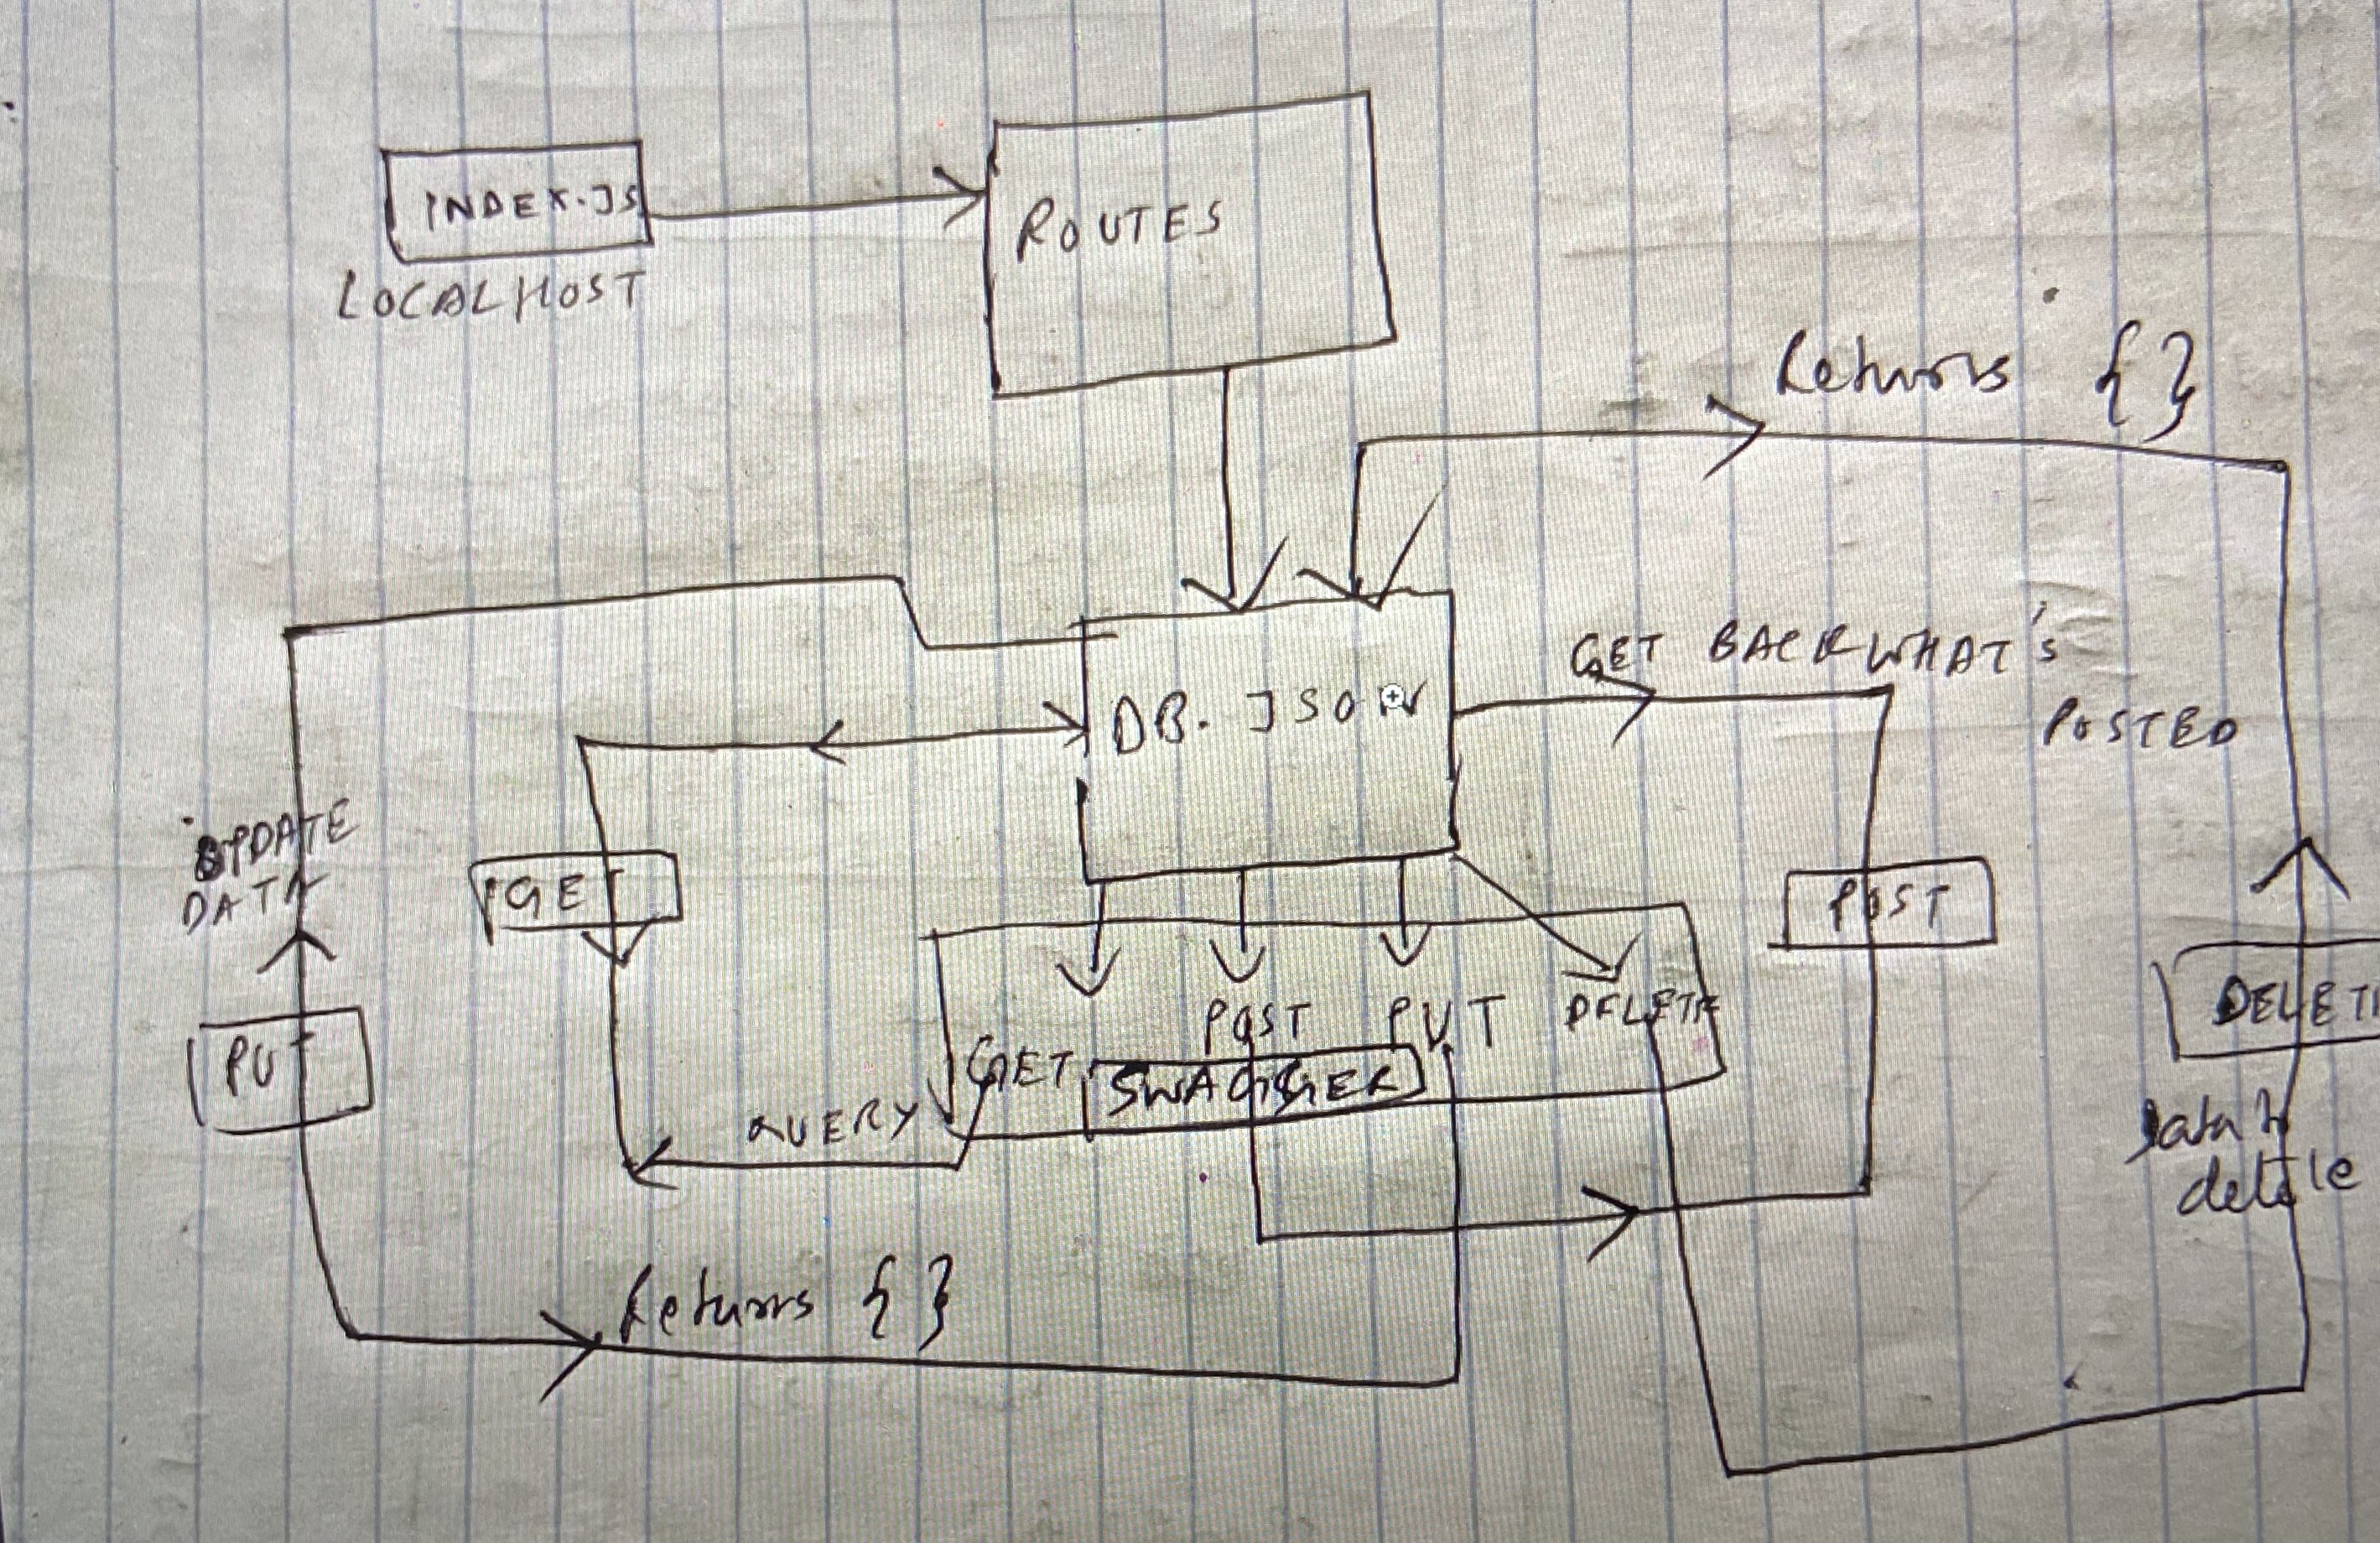 INDEX.JS
LOCALHOST
ROUTES
Returns { }
GET BACK WHAT'S
POSTED
DB. JSON
UPDATE
DATA
GET
POST
PUT
DELETE
GET
POST
PUT
DELETE
SWAGGER
QUERY
Data to
delete
Returns { }